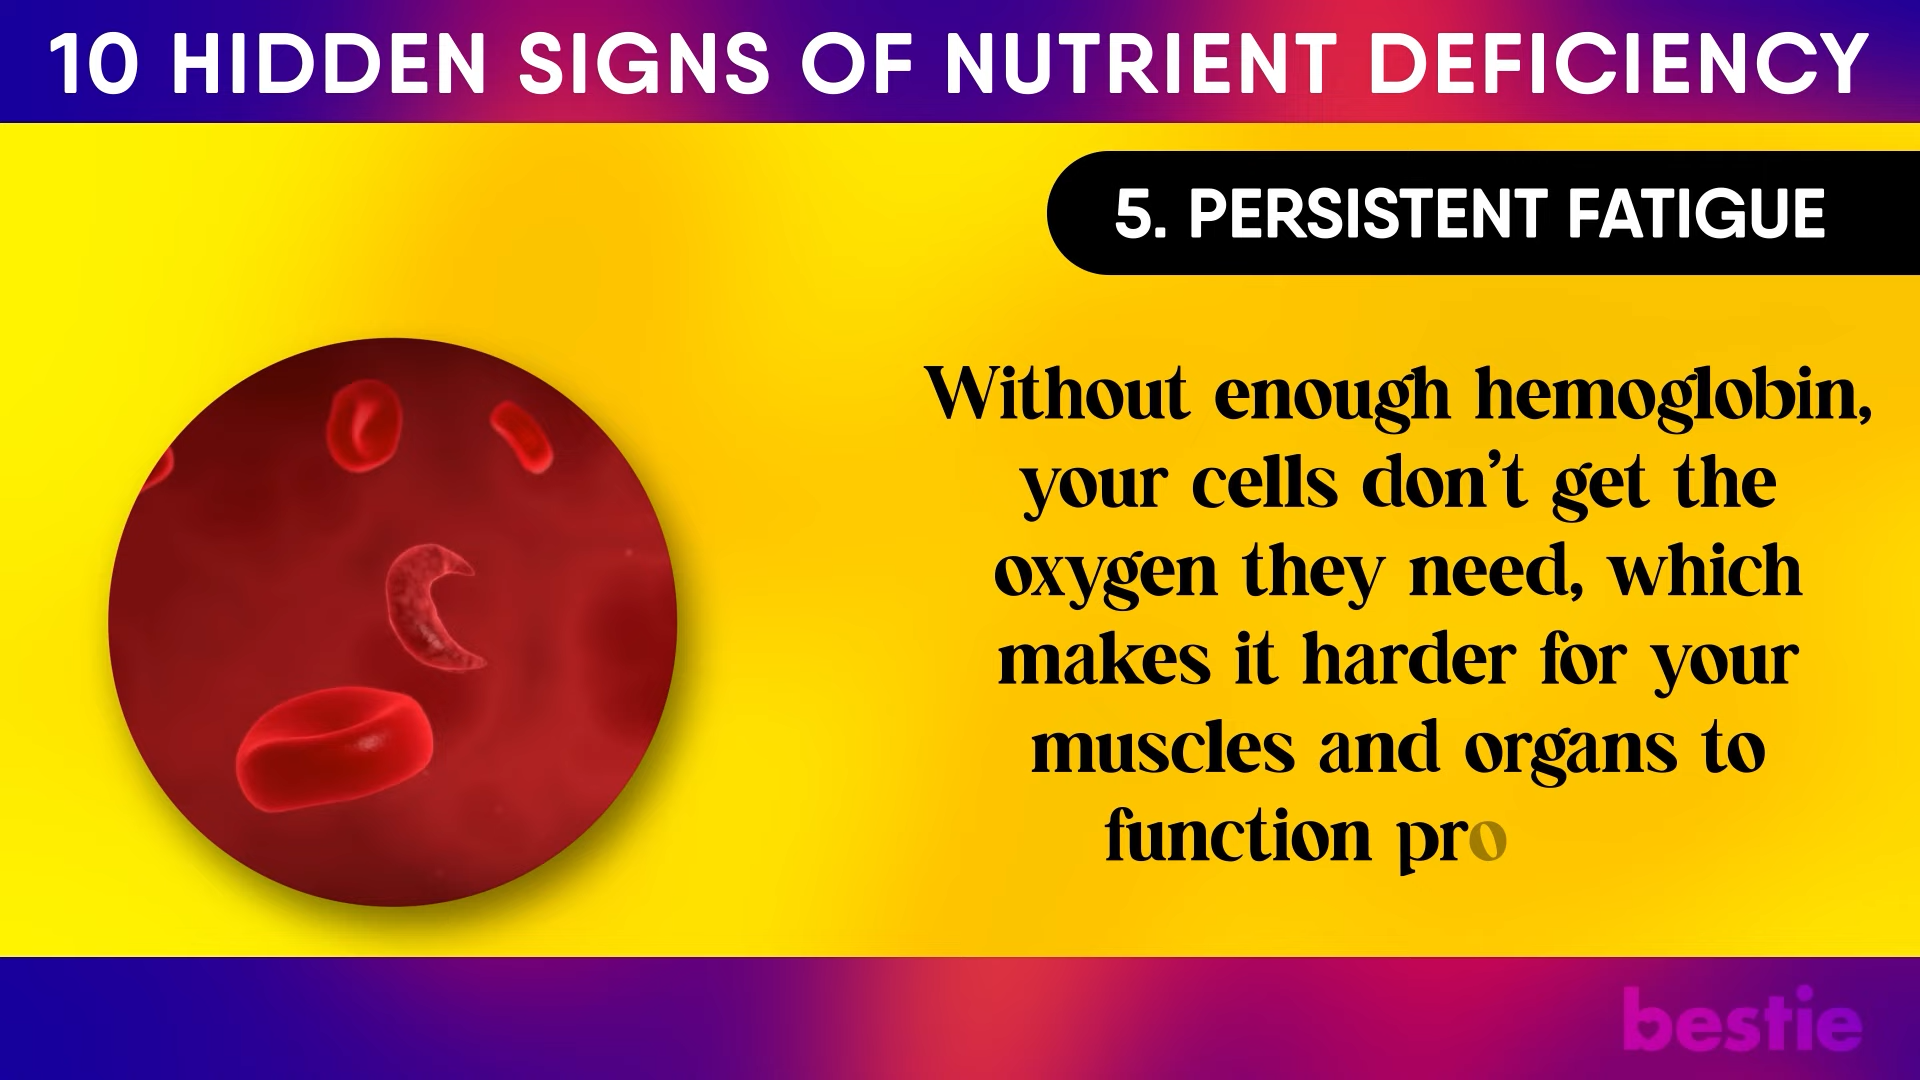 10 HIDDEN SIGNS OF NUTRIENT DEFICIENCY
5. PERSISTENT FATIGUE
Without enough hemoglobin,
your cells don’t get the
oxygen they need, which
makes it harder for your
muscles and organs to
function pro
bestie